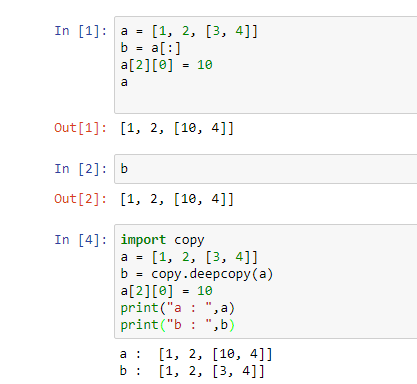 In [1]: a = [1, 2, [3, 4]]
b = a[:]
a[2][0] = 10
a
Out[1]: [1, 2, [10, 4]]
In [2]: b
Out[2]: [1, 2, [10, 4]]
In [4]: import copy
a = [1, 2, [3, 4]]
b = copy.deepcopy(a)
a[2][0] = 10
print("a : ",a)
print("b : ",b)
a :  [1, 2, [10, 4]]
b :  [1, 2, [3, 4]]